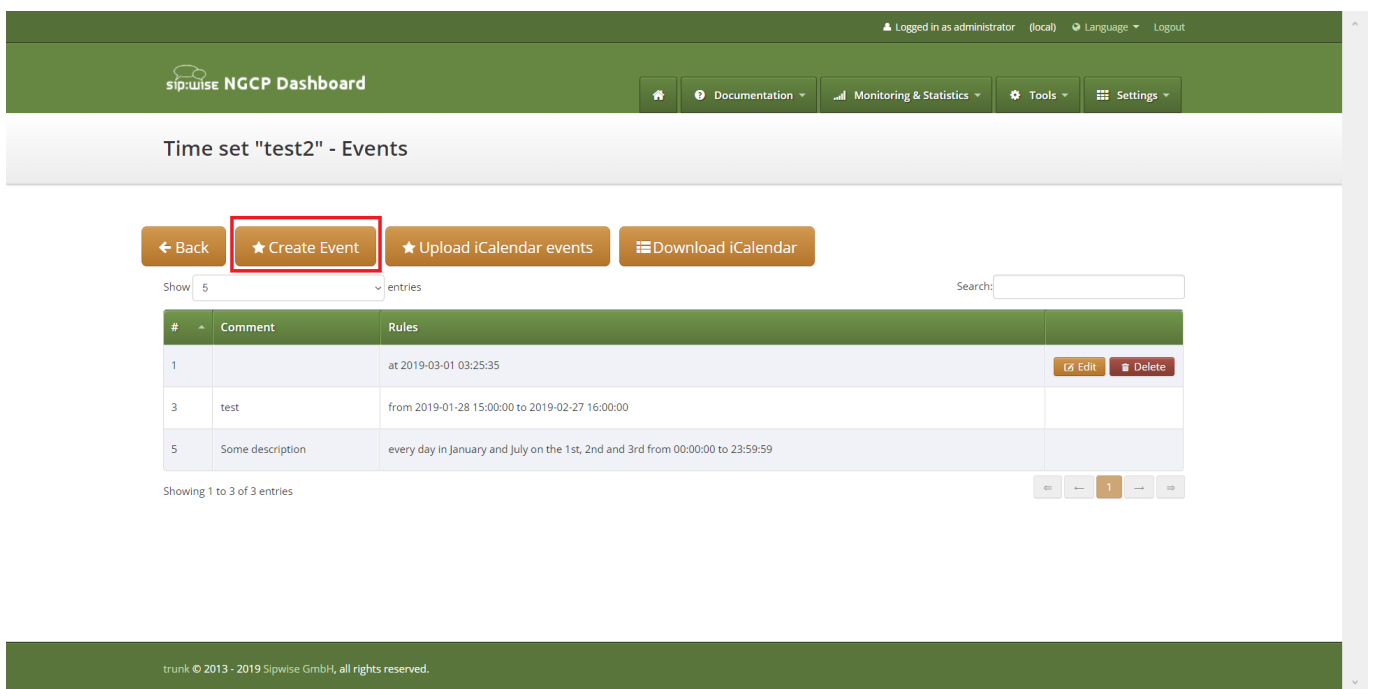 Logged in as administrator (local) Language Logout
sip:wise NGCP Dashboard
Documentation Monitoring & Statistics Tools Settings
Time set "test2" - Events
Back Create Event Upload iCalendar events Download iCalendar
Show 5 entries Search:
# Comment Rules
1 at 2019-03-01 03:25:35 Edit Delete
3 test from 2019-01-28 15:00:00 to 2019-02-27 16:00:00
5 Some description every day in January and July on the 1st, 2nd and 3rd from 00:00:00 to 23:59:59
Showing 1 to 3 of 3 entries ⇐ ← 1 → ⇒
trunk © 2013 - 2019 Sipwise GmbH, all rights reserved.